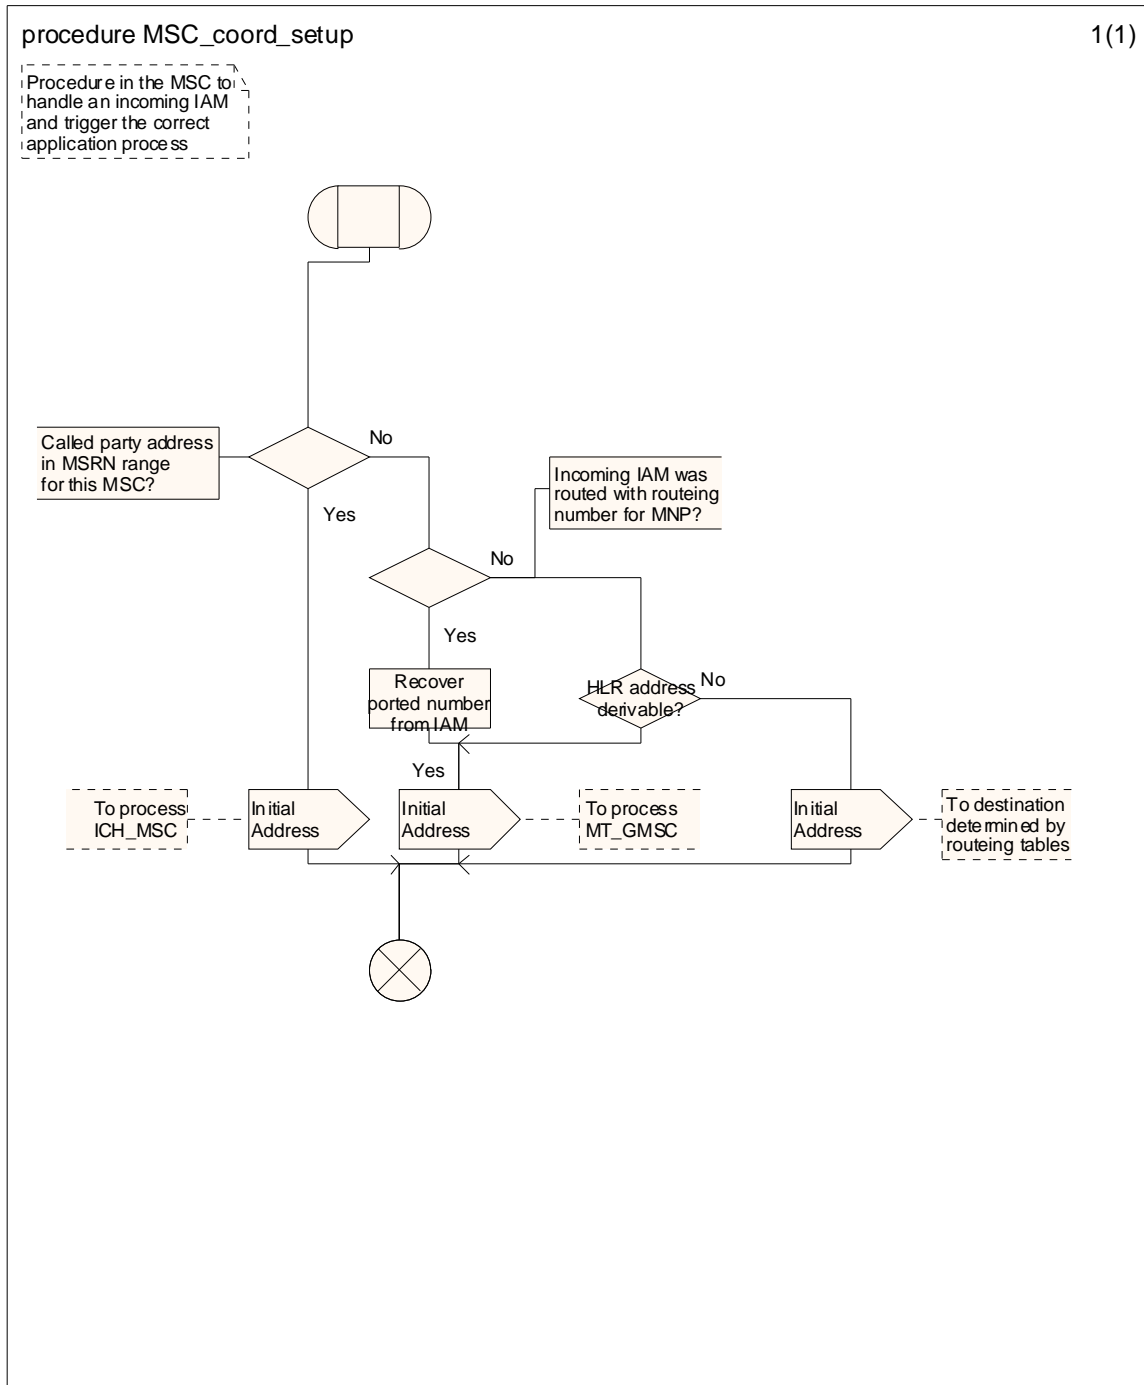 procedure MSC_coord_setup
1(1)
Procedure in the MSC to
handle an incoming IAM
and trigger the correct
application process
Called party address
in MSRN range
for this MSC?
No
Yes
Incoming IAM was
routed with routeing
number for MNP?
No
Yes
Recover
ported number
from IAM
HLR address
derivable?
No
Yes
To process
ICH_MSC
Initial
Address
Initial
Address
To process
MT_GMSC
Initial
Address
To destination
determined by
routeing tables